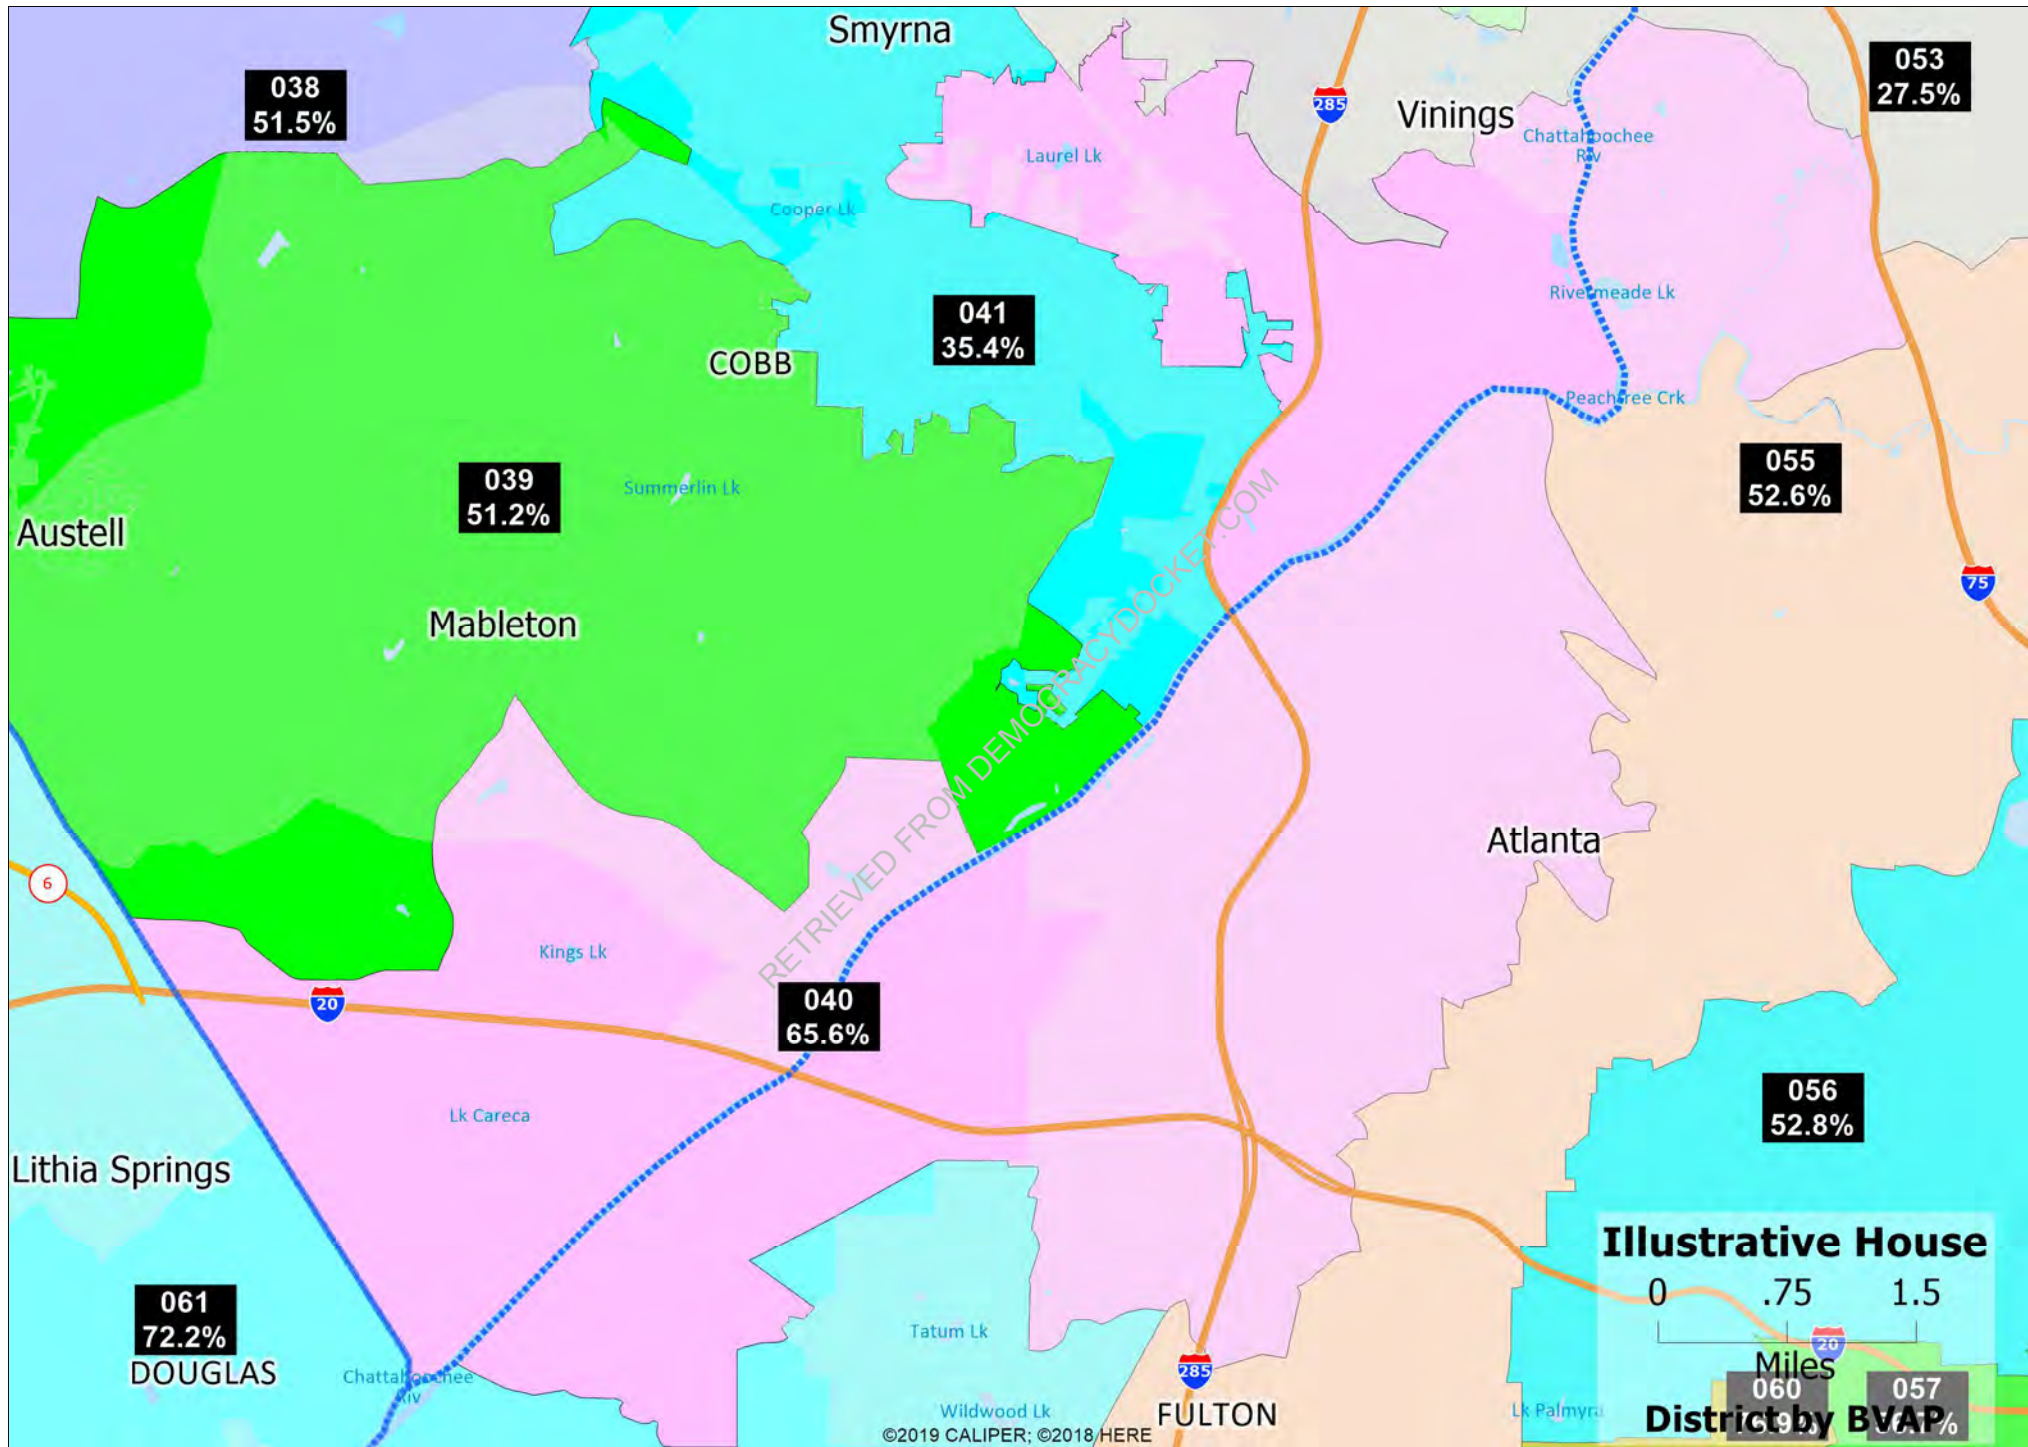 Smyrna
053
27.5%
038
51.5%
285
Vinings
Chattahoochee
Riv
Laurel Lk
Cooper Lk
Rivermeade Lk
041
35.4%
COBB
Peachtree Crk
055
52.6%
039
51.2%
Summerlin Lk
Austell
75
Mableton
Atlanta
6
RETRIEVED FROM DEMOCRACYDOCKET.COM
Kings Lk
20
040
65.6%
Lk Careca
056
52.8%
Lithia Springs
Illustrative House
0 .75 1.5
061
72.2%
Tatum Lk
20
Miles
DOUGLAS
Chattahoochee
Riv
285
060
057
Wildwood Lk
FULTON
Lk Palmyra
District by BVAP
©2019 CALIPER; ©2018 HERE